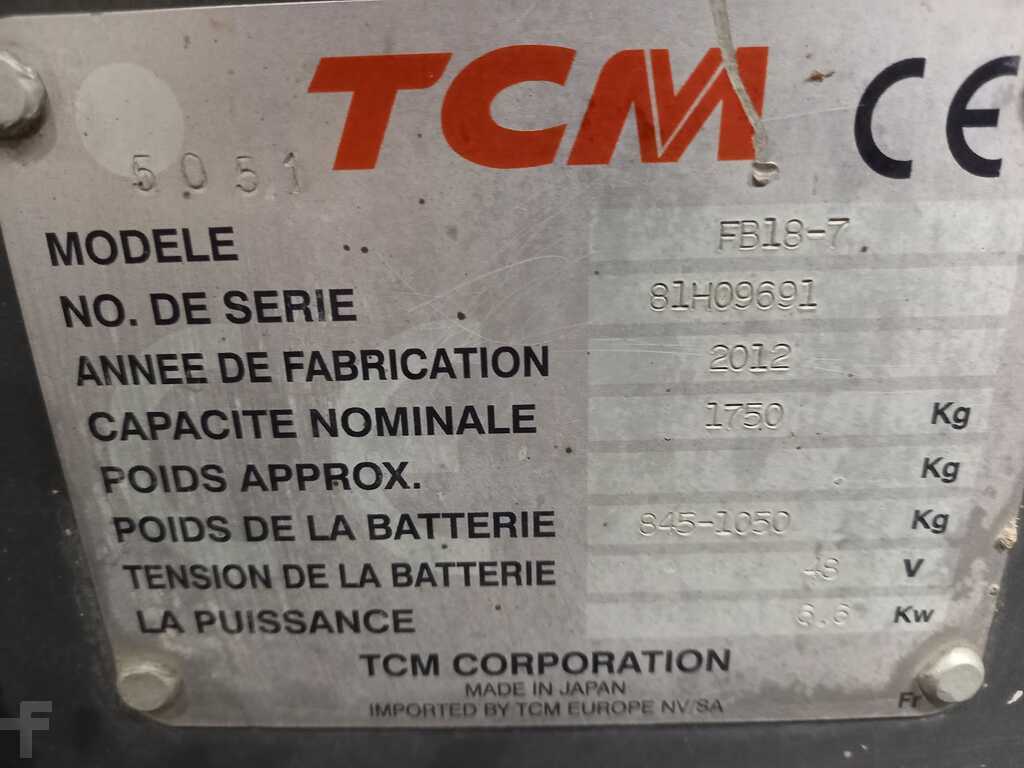 TCM CE
5051
MODELE FB18-7
NO. DE SERIE 81H09691
ANNEE DE FABRICATION 2012
CAPACITE NOMINALE 1750 Kg
POIDS APPROX. Kg
POIDS DE LA BATTERIE 845-1050 Kg
TENSION DE LA BATTERIE 48 V
LA PUISSANCE Kw
TCM CORPORATION
MADE IN JAPAN
IMPORTED BY TCM EUROPE NV/SA
Fr